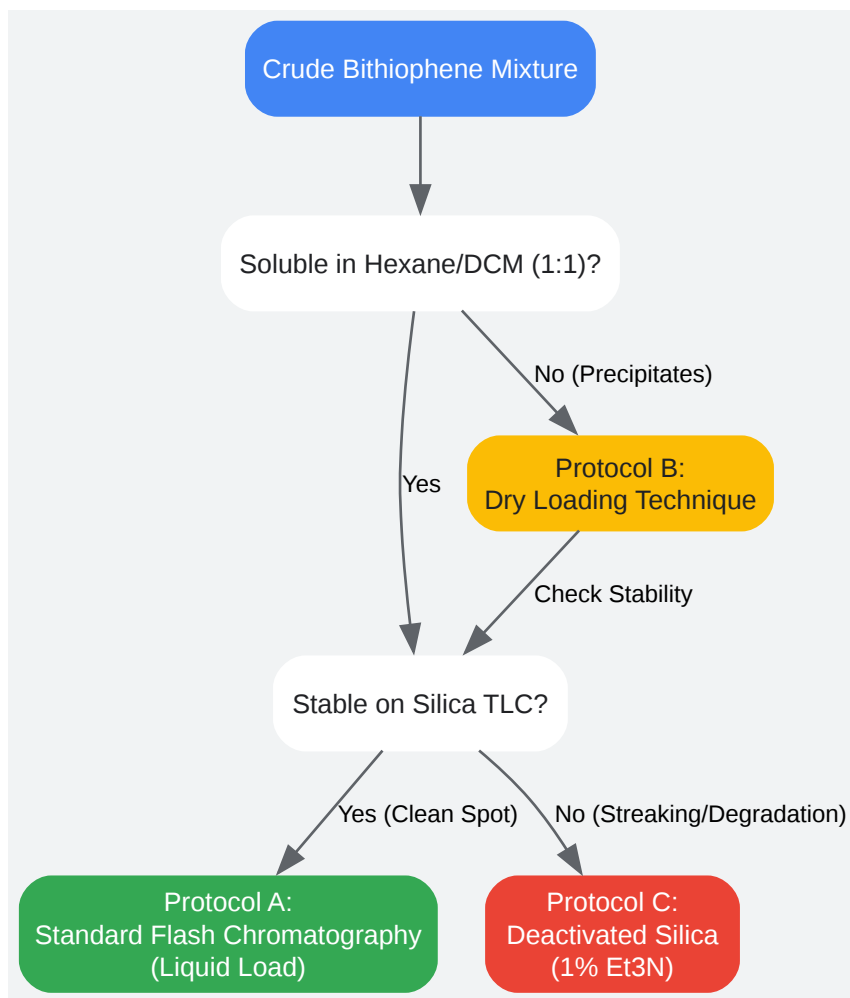 Crude Bithiophene Mixture
Soluble in Hexane/DCM (1:1)?
No (Precipitates)
Yes
Protocol B:
Dry Loading Technique
Check Stability
Stable on Silica TLC?
Yes (Clean Spot)
No (Streaking/Degradation)
Protocol A:
Standard Flash Chromatography
(Liquid Load)
Protocol C:
Deactivated Silica
(1% Et3N)